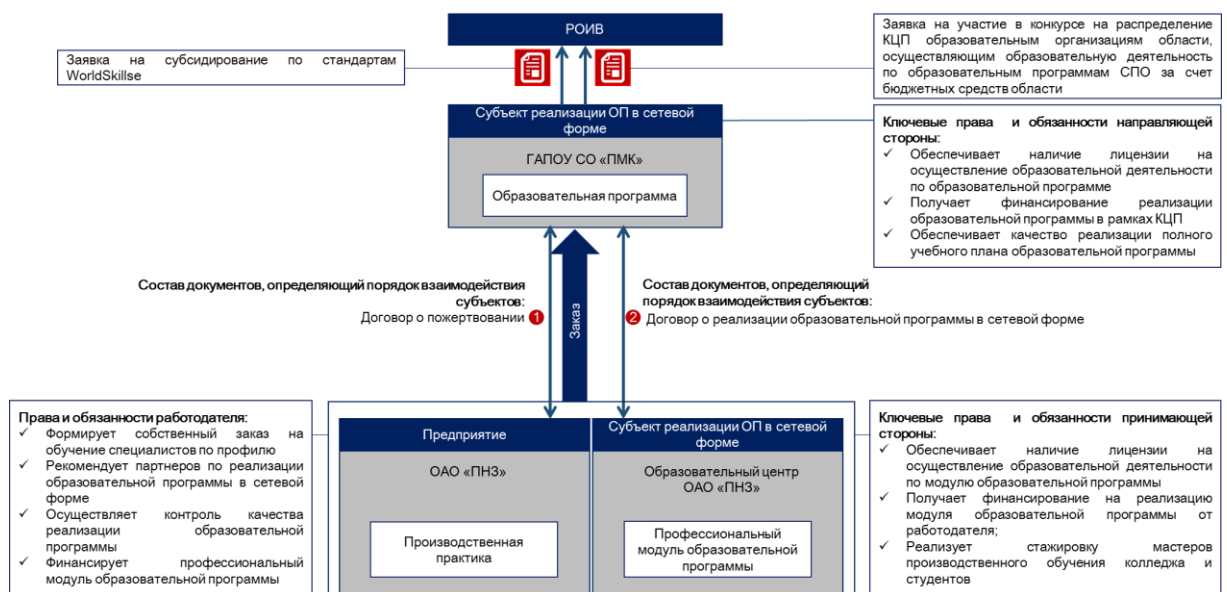 РОИВ
Заявка на субсидирование по стандартам
WorldSkillse
Заявка на участие в конкурсе на распределение
КЦП образовательным организациям области,
осуществляющим образовательную деятельность
по образовательным программам СПО за счет
бюджетных средств области
Субъект реализации ОП в сетевой
форме
ГАПОУ СО «ПМК»
Образовательная программа
Ключевые права и обязанности направляющей
стороны:
✓ Обеспечивает наличие лицензии на
осуществление образовательной деятельности
по образовательной программе
✓ Получает финансирование реализации
образовательной программы в рамках КЦП
✓ Обеспечивает качество реализации полного
учебного плана образовательной программы
Состав документов, определяющий порядок взаимодействия
субъектов:
Договор о пожертвовании 1
Заказ
Состав документов, определяющий
порядок взаимодействия субъектов:
2 Договор о реализации образовательной программы в сетевой форме
Права и обязанности работодателя:
✓ Формирует собственный заказ на
обучение специалистов по профилю
✓ Рекомендует партнеров по реализации
образовательной программы в сетевой
форме
✓ Осуществляет контроль качества
реализации образовательной
программы
✓ Финансирует профессиональный
модуль образовательной программы
Предприятие
ОАО «ПНЗ»
Производственная
практика
Субъект реализации ОП в сетевой
форме
Образовательный центр
ОАО «ПНЗ»
Профессиональный
модуль образовательной
программы
Ключевые права и обязанности принимающей
стороны:
✓ Обеспечивает наличие лицензии на
осуществление образовательной деятельности
по модулю образовательной программы
✓ Получает финансирование на реализацию
модуля образовательной программы от
работодателя;
✓ Реализует стажировку мастеров
производственного обучения колледжа и
студентов